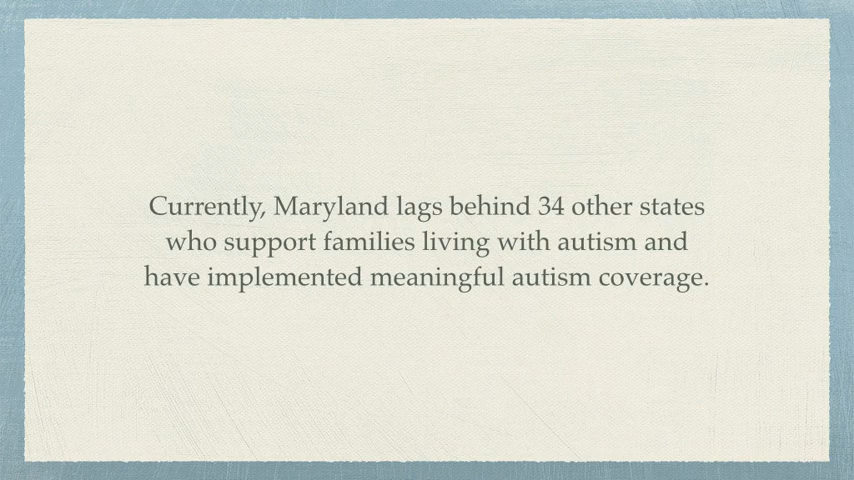 Currently, Maryland lags behind 34 other states
who support families living with autism and
have implemented meaningful autism coverage.